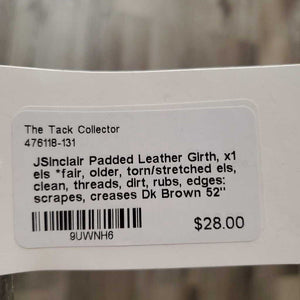 The Tack Collector
476118-131
JSinclair Padded Leather Girth, x1
els *fair, older, torn/stretched els,
clean, threads, dirt, rubs, edges:
scrapes, creases Dk Brown 52"
9UWNH6
$28.00